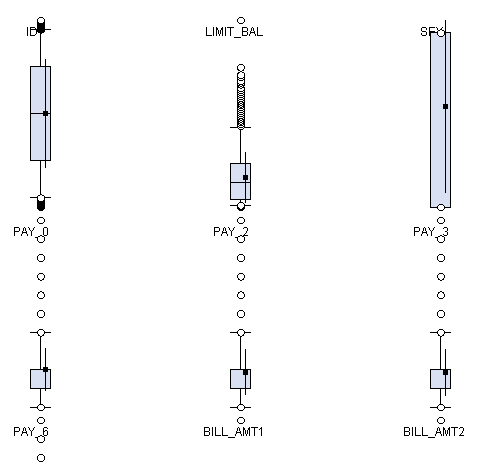 ID LIMIT_BAL SEX
PAY_0 PAY_2 PAY_3
PAY_6 BILL_AMT1 BILL_AMT2